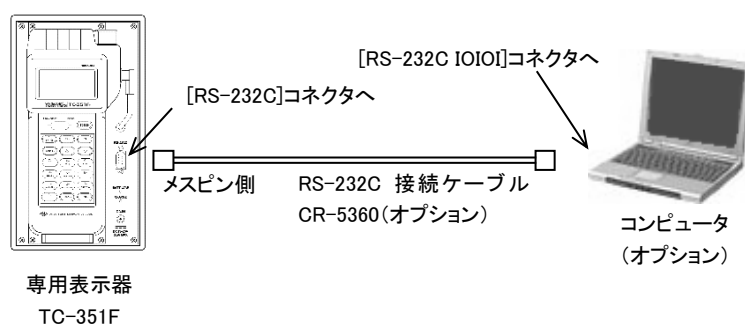 [RS-232C IOIOI]コネクタへ
[RS-232C]コネクタへ
メスピン側
RS-232C 接続ケーブル
CR-5360(オプション)
コンピュータ
(オプション)
専用表示器
TC-351F